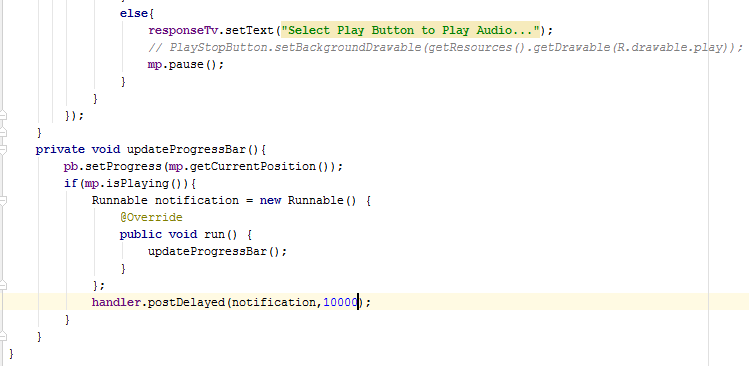 }
else{
responseTv.setText("Select Play Button to Play Audio...");
// PlayStopButton.setBackgroundDrawable(getResources().getDrawable(R.drawable.play));
mp.pause();
}
}
});
}
private void updateProgressBar(){
pb.setProgress(mp.getCurrentPosition());
if(mp.isPlaying()){
Runnable notification = new Runnable() {
@Override
public void run() {
updateProgressBar();
}
};
handler.postDelayed(notification,10000);
}
}
}